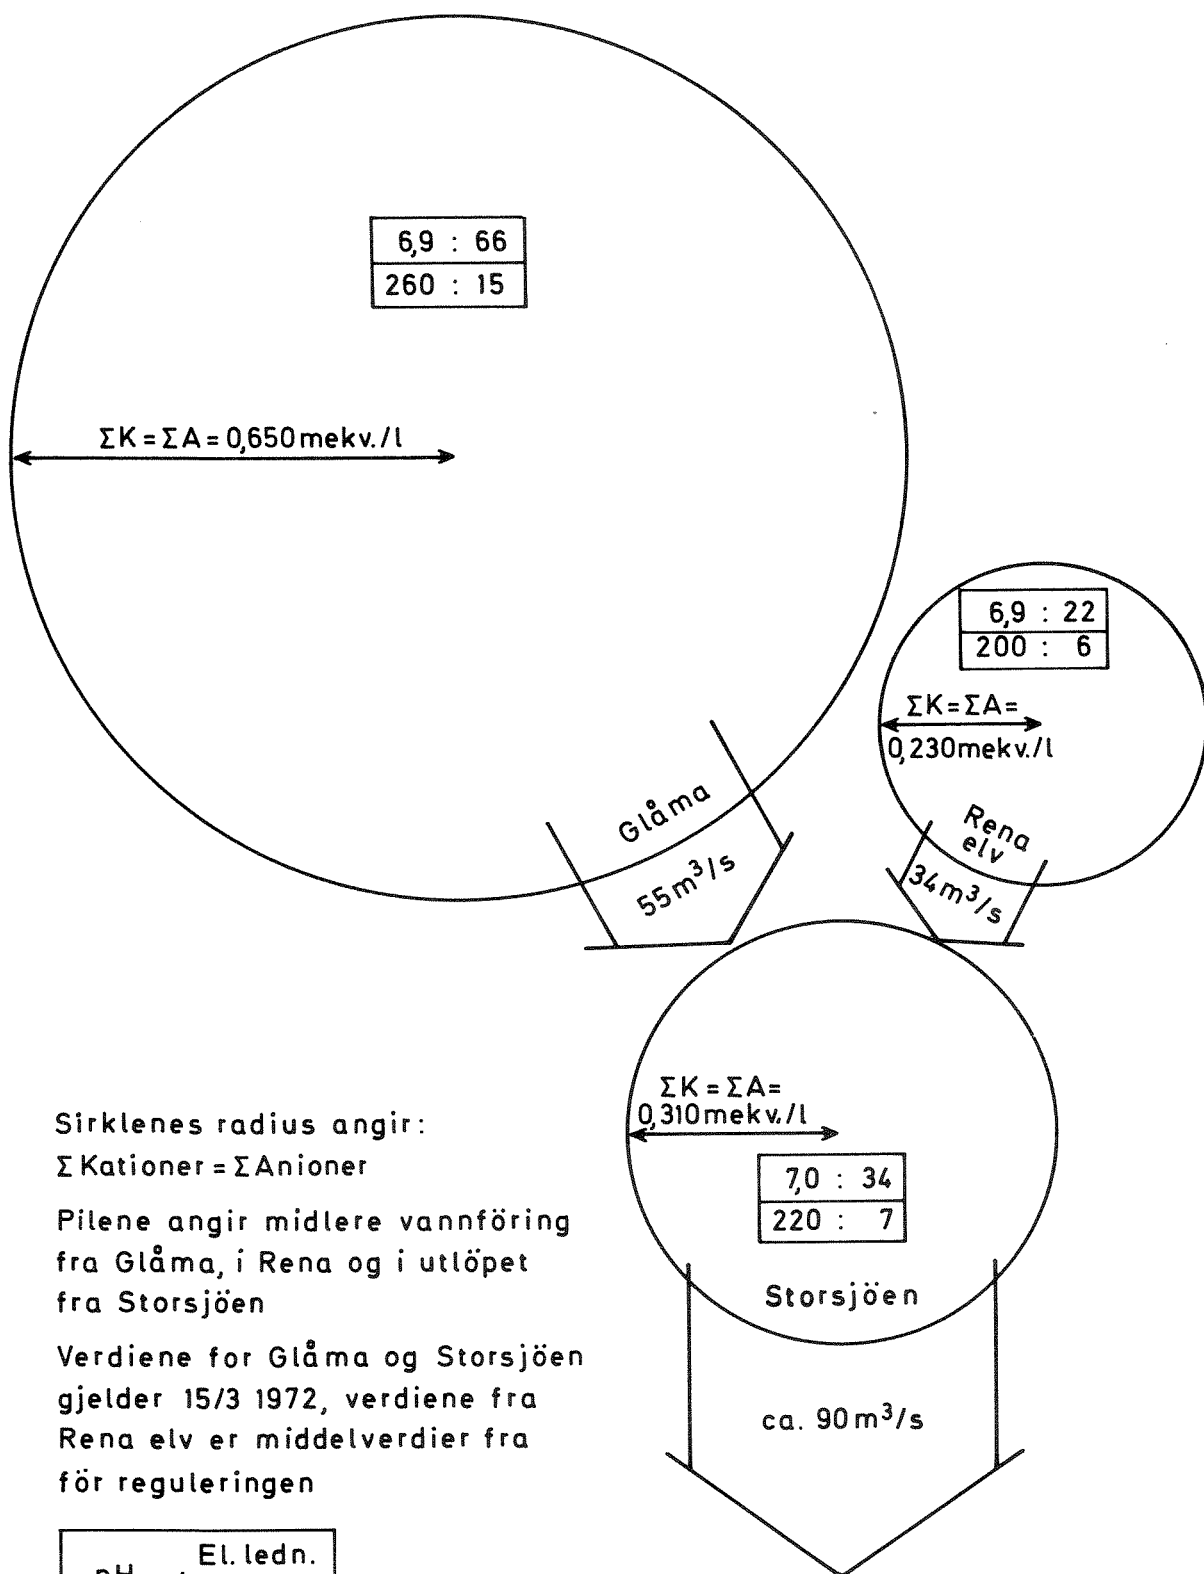 6,9 : 66
260 : 15
ΣK = ΣA = 0,650 mekv./l
6,9 : 22
200 : 6
ΣK = ΣA =
0,230 mekv./l
Glåma
55 m³/s
Rena
elv
34 m³/s
ΣK = ΣA =
0,310 mekv./l
7,0 : 34
220 : 7
Storsjöen
ca. 90 m³/s
Sirklenes radius angir:
Σ Kationer = Σ Anioner
Pilene angir midlere vannföring
fra Glåma, i Rena og i utlöpet
fra Storsjöen
Verdiene for Glåma og Storsjöen
gjelder 15/3 1972, verdiene fra
Rena elv er middelverdier fra
för reguleringen
El. ledn.
pH :